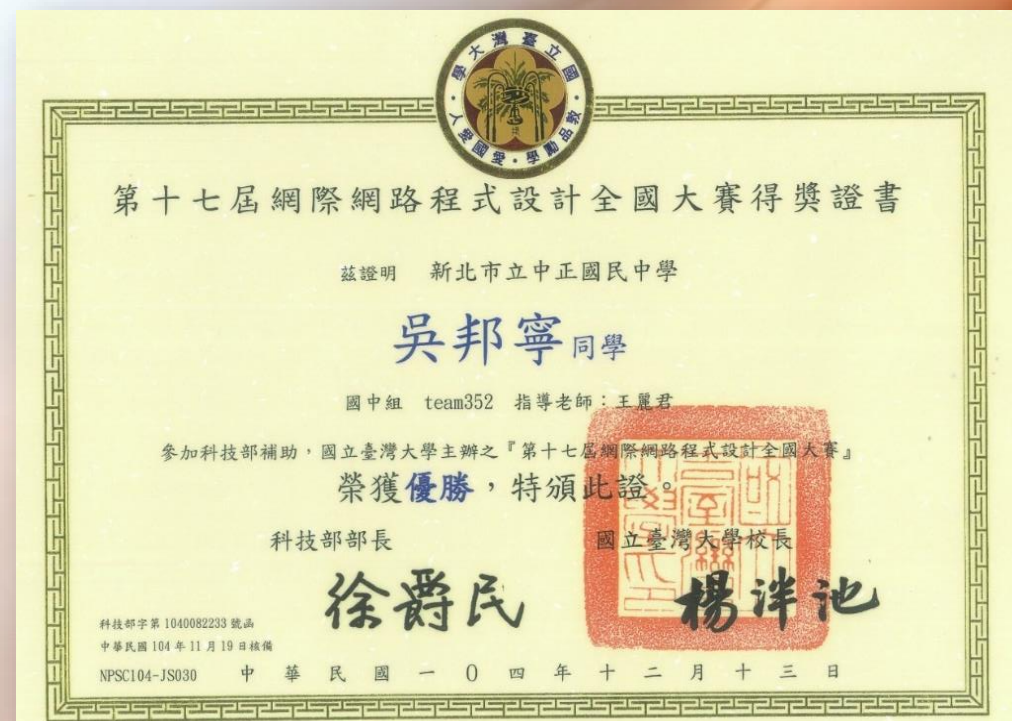 國立臺灣大學
敦品勵學·愛國愛人
第十七屆網際網路程式設計全國大賽得獎證書
茲證明 新北市立中正國民中學
吳邦寧同學
國中組 team352 指導老師：王麗君
參加科技部補助，國立臺灣大學主辦之『第十七屆網際網路程式設計全國大賽』
榮獲優勝，特頒此證。
科技部部長 國立臺灣大學校長
徐爵民 楊泮池
科技部字第1040082233號函
中華民國104年11月19日核備
NPSC104-JS030 中華民國一〇四年十二月十三日